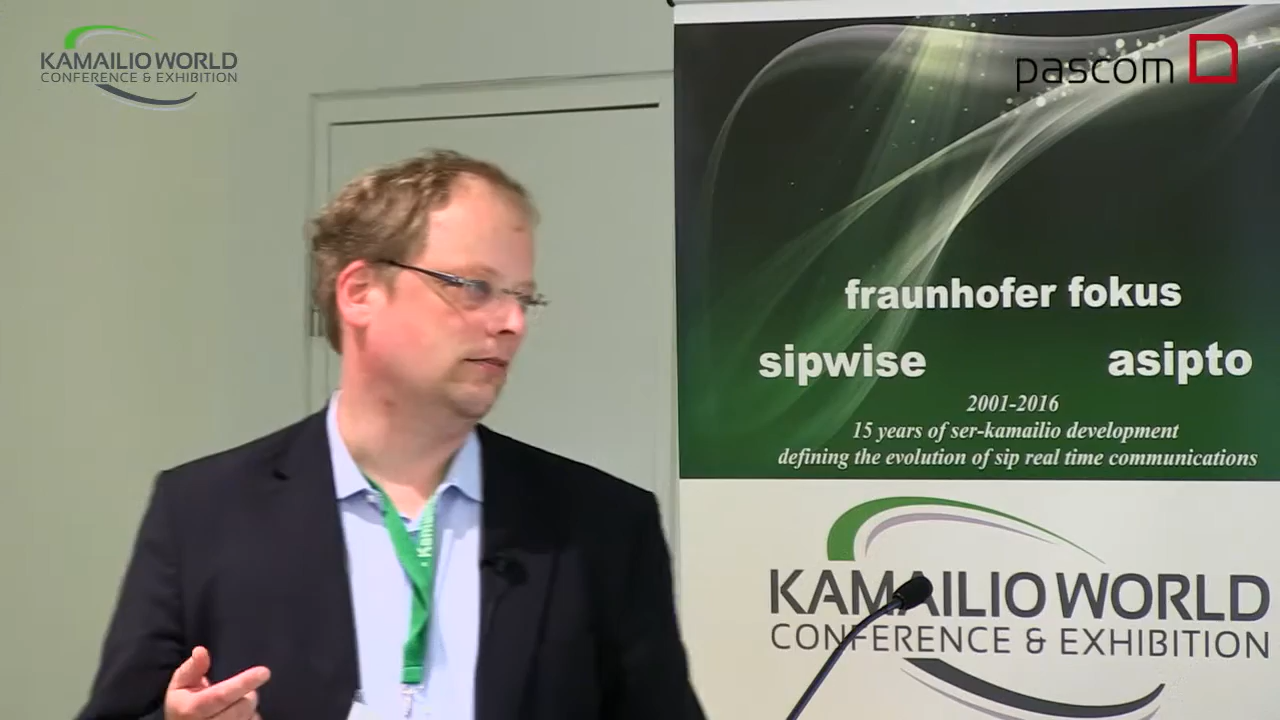 KAMAILIO WORLD
CONFERENCE & EXHIBITION
pascom
fraunhofer fokus
sipwise
asipto
2001-2016
15 years of ser-kamailio development
defining the evolution of sip real time communications
KAMAILIO WORLD
CONFERENCE & EXHIBITION